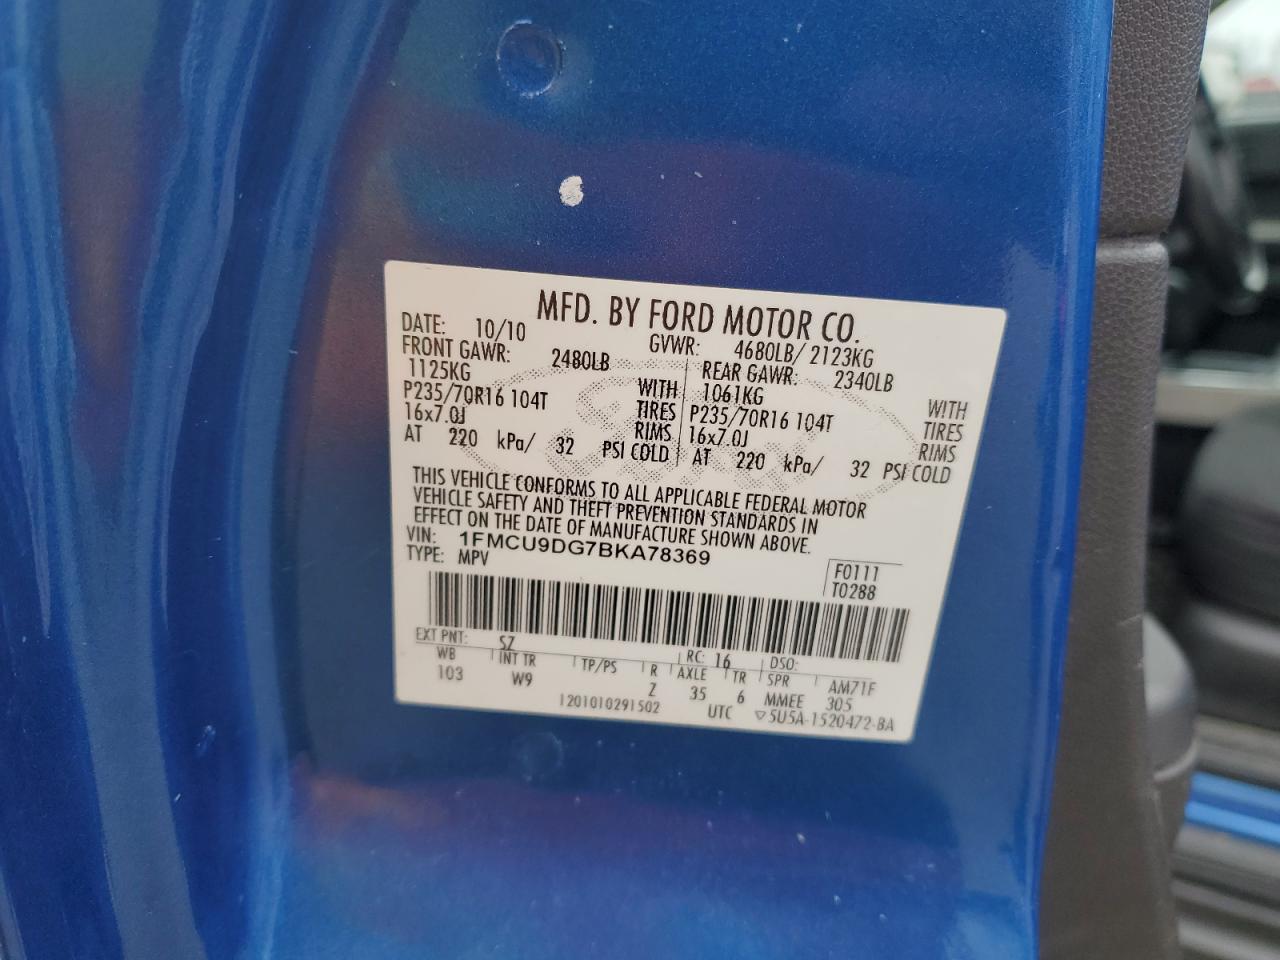 MFD. BY FORD MOTOR CO.
DATE: 10/10 GVWR: 4680LB/ 2123KG
FRONT GAWR: 2480LB REAR GAWR: 2340LB
1125KG WITH 1061KG WITH
P235/70R16 104T TIRES P235/70R16 104T TIRES
16x7.0J RIMS 16x7.0J RIMS
AT 220 kPa/ 32 PSI COLD AT 220 kPa/ 32 PSI COLD
THIS VEHICLE CONFORMS TO ALL APPLICABLE FEDERAL MOTOR
VEHICLE SAFETY AND THEFT PREVENTION STANDARDS IN
EFFECT ON THE DATE OF MANUFACTURE SHOWN ABOVE.
VIN: 1FMCU9DG7BKA78369
TYPE: MPV
F0111
T0288
EXT PNT: SZ RC: 16 DSO:
WB INT TR TP/PS R AXLE TR SPR AM71F
103 W9 Z 35 6 MMEE 305
1201010291502 UTC ▽5U5A-1520472-BA